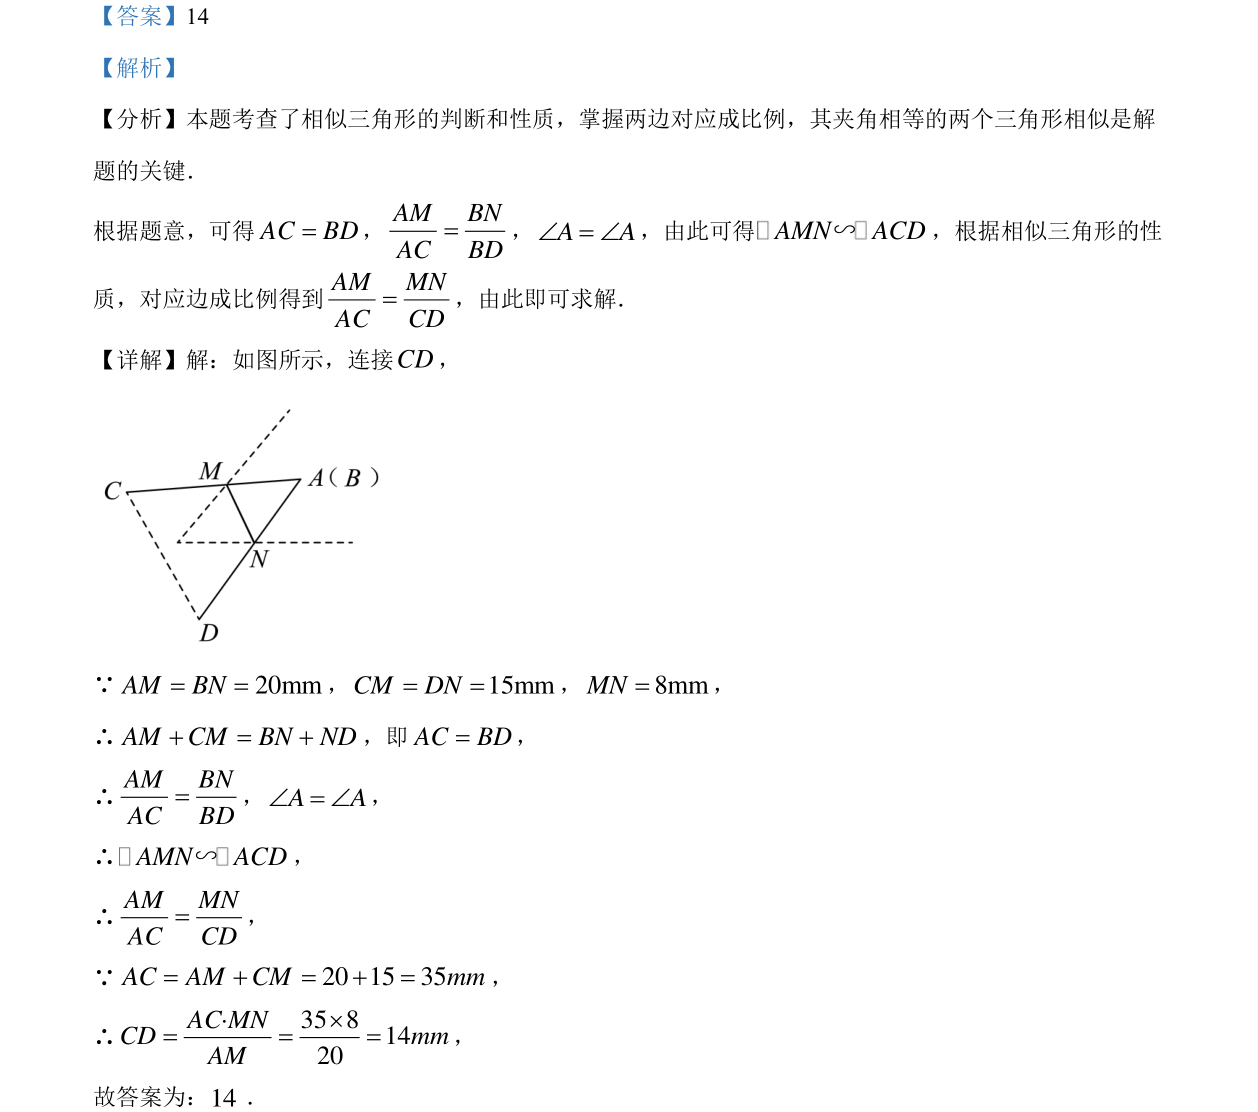 【答案】14
【解析】
【分析】本题考查了相似三角形的判断和性质，掌握两边对应成比例，其夹角相等的两个三角形相似是解
题的关键．
根据题意，可得 AC = BD，AM/AC = BN/BD，∠A = ∠A，由此可得□AMN∽□ACD，根据相似三角形的性
质，对应边成比例得到 AM/AC = MN/CD，由此即可求解．
【详解】解：如图所示，连接 CD，
M
A（B）
C
N
D
∵ AM = BN = 20mm，CM = DN = 15mm，MN = 8mm，
∴ AM + CM = BN + ND，即 AC = BD，
∴ AM/AC = BN/BD，∠A = ∠A，
∴□AMN∽□ACD，
∴ AM/AC = MN/CD，
∵ AC = AM + CM = 20 + 15 = 35mm，
∴ CD = AC·MN/AM = 35×8/20 = 14mm，
故答案为：14．